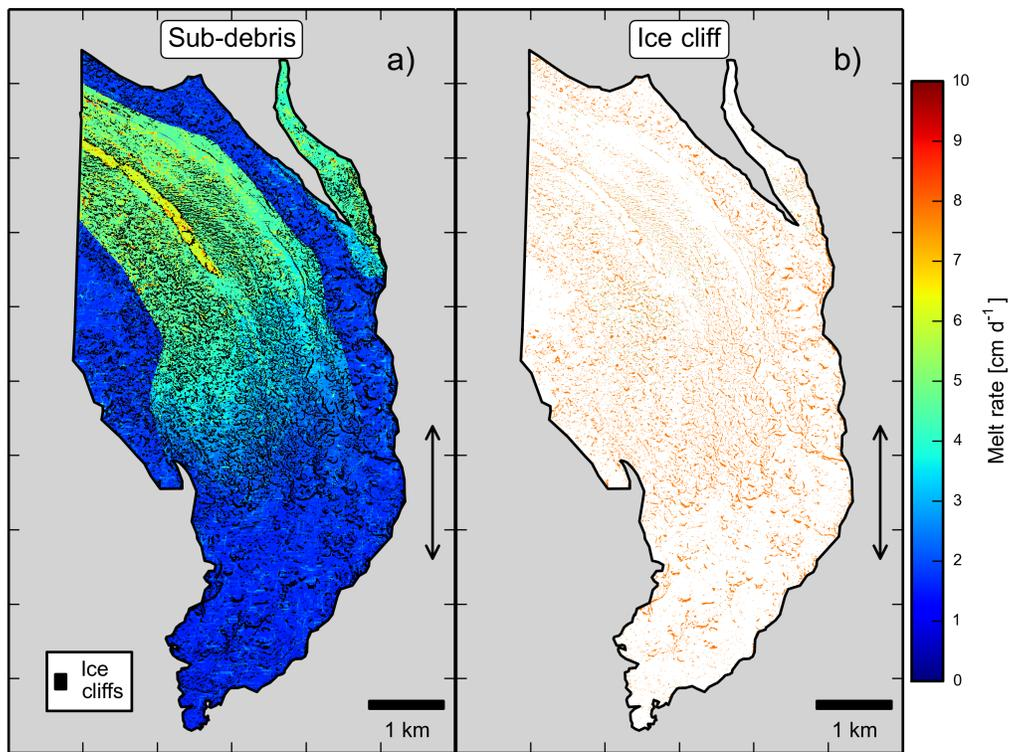 Sub-debris
a)
Ice cliff
b)
10
9
8
7
6
5
4
3
2
1
0
Melt rate [cm d⁻¹]
Ice
cliffs
1 km
1 km